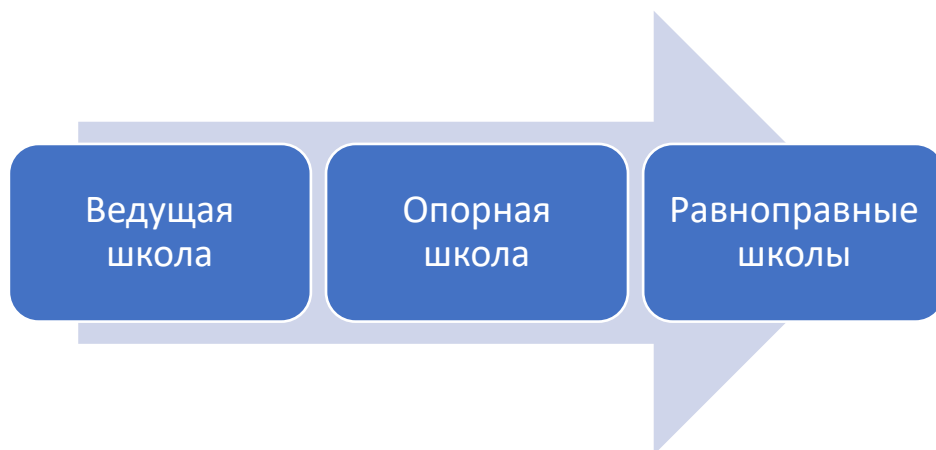 Ведущая
школа
Опорная
школа
Равноправные
школы